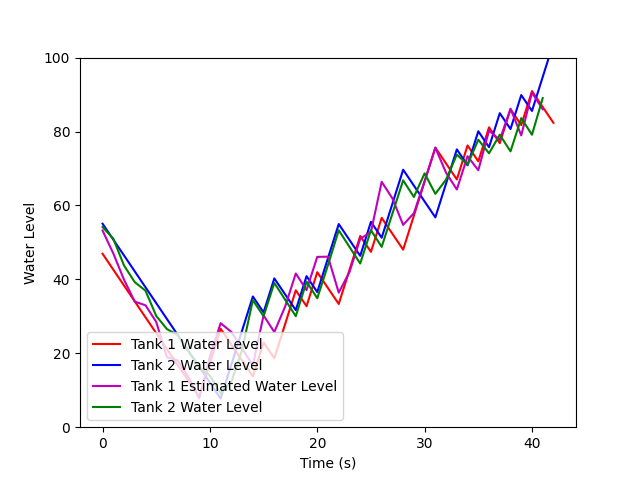 100
80
60
40
20
0
Water Level
Tank 1 Water Level
Tank 2 Water Level
Tank 1 Estimated Water Level
Tank 2 Water Level
0 10 20 30 40
Time (s)